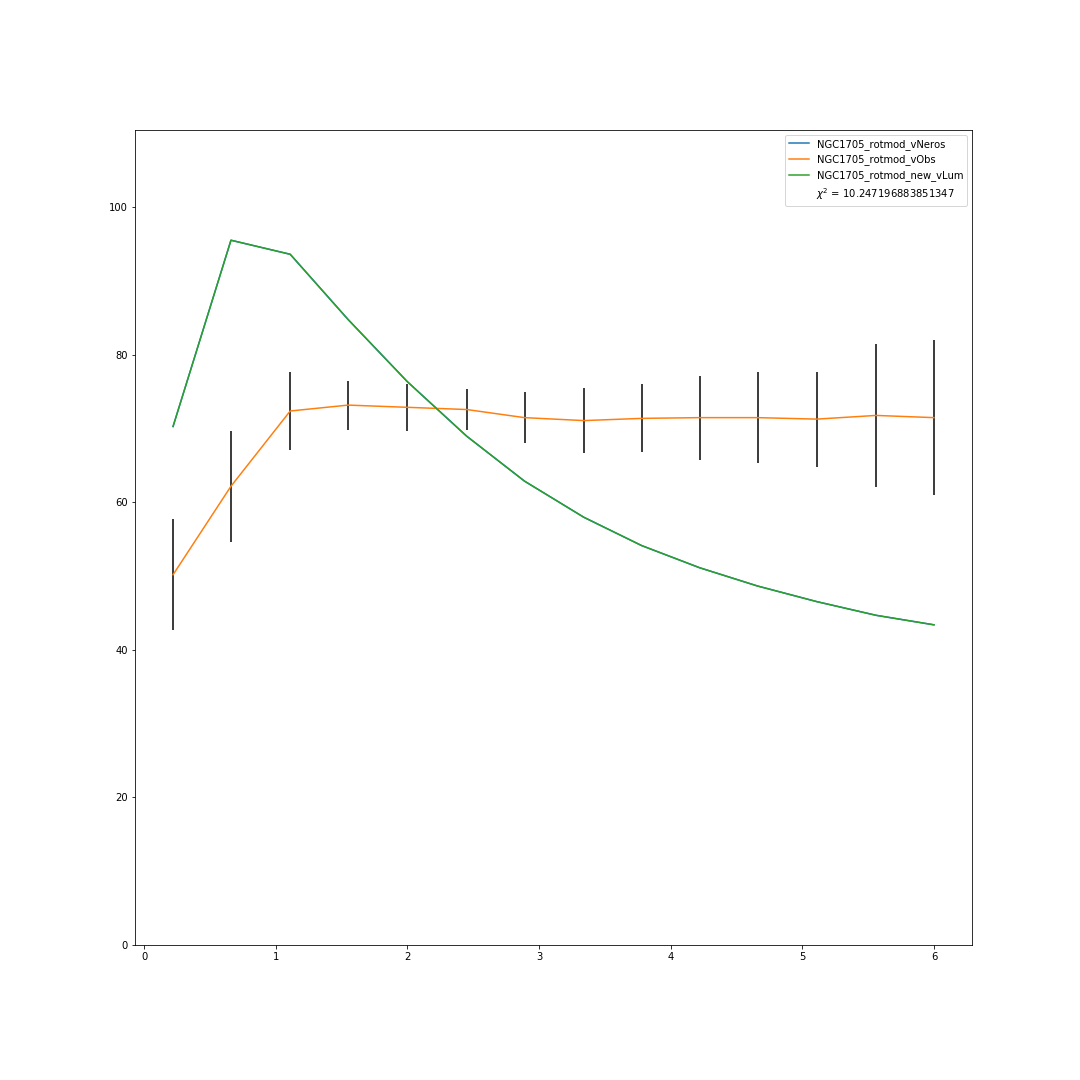 NGC1705_rotmod_vNeros
NGC1705_rotmod_vObs
NGC1705_rotmod_new_vLum
χ² = 10.247196883851347
100
80
60
40
20
0
0 1 2 3 4 5 6